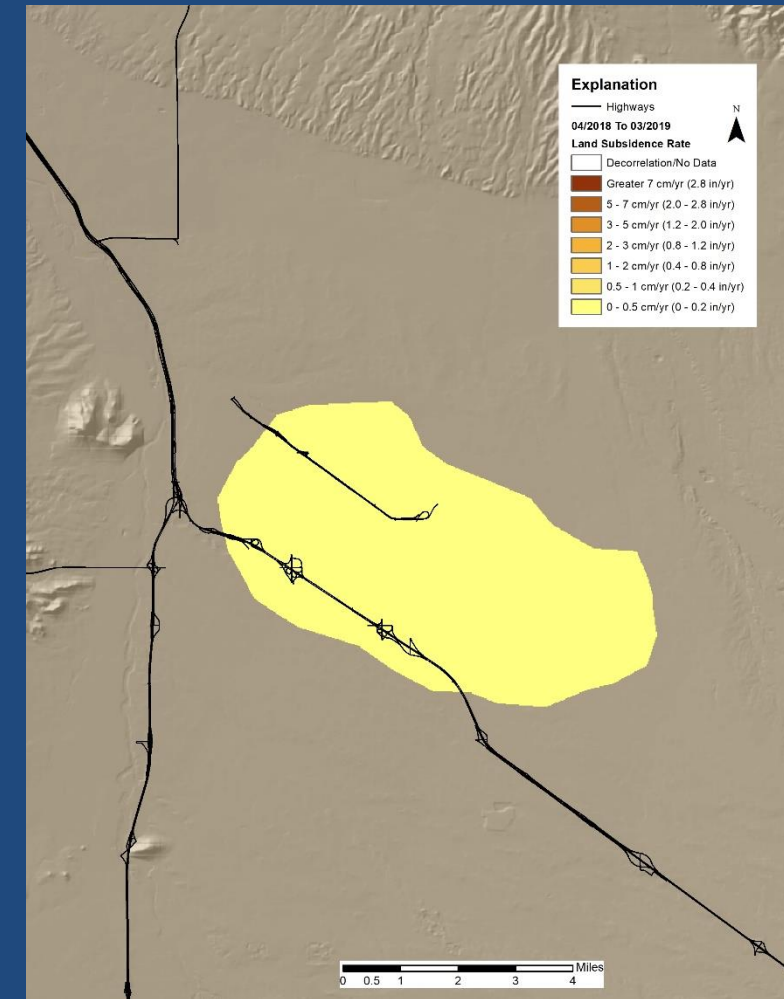 Explanation
Highways
N
04/2018 To 03/2019
Land Subsidence Rate
Decorrelation/No Data
Greater 7 cm/yr (2.8 in/yr)
5 - 7 cm/yr (2.0 - 2.8 in/yr)
3 - 5 cm/yr (1.2 - 2.0 in/yr)
2 - 3 cm/yr (0.8 - 1.2 in/yr)
1 - 2 cm/yr (0.4 - 0.8 in/yr)
0.5 - 1 cm/yr (0.2 - 0.4 in/yr)
0 - 0.5 cm/yr (0 - 0.2 in/yr)
Miles
0 0.5 1 2 3 4